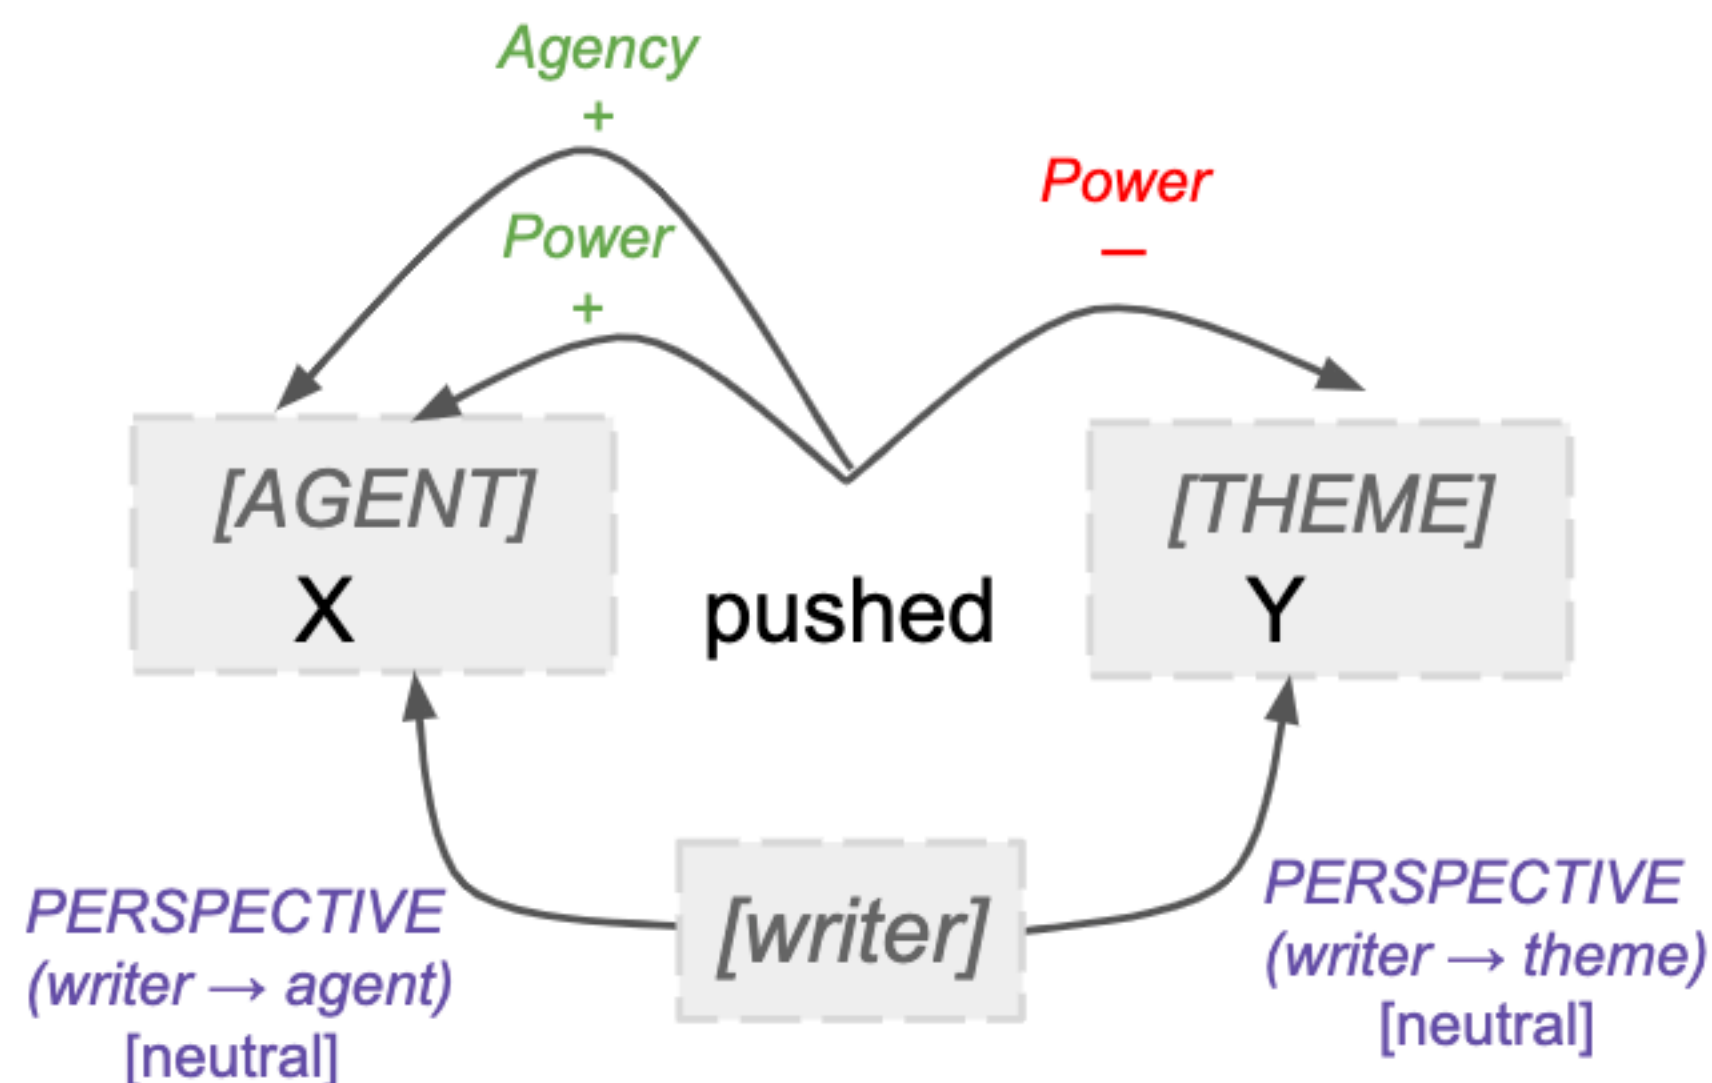 Agency
+
Power
+
Power
–
[AGENT]
X
pushed
[THEME]
Y
[writer]
PERSPECTIVE
(writer → agent)
[neutral]
PERSPECTIVE
(writer → theme)
[neutral]